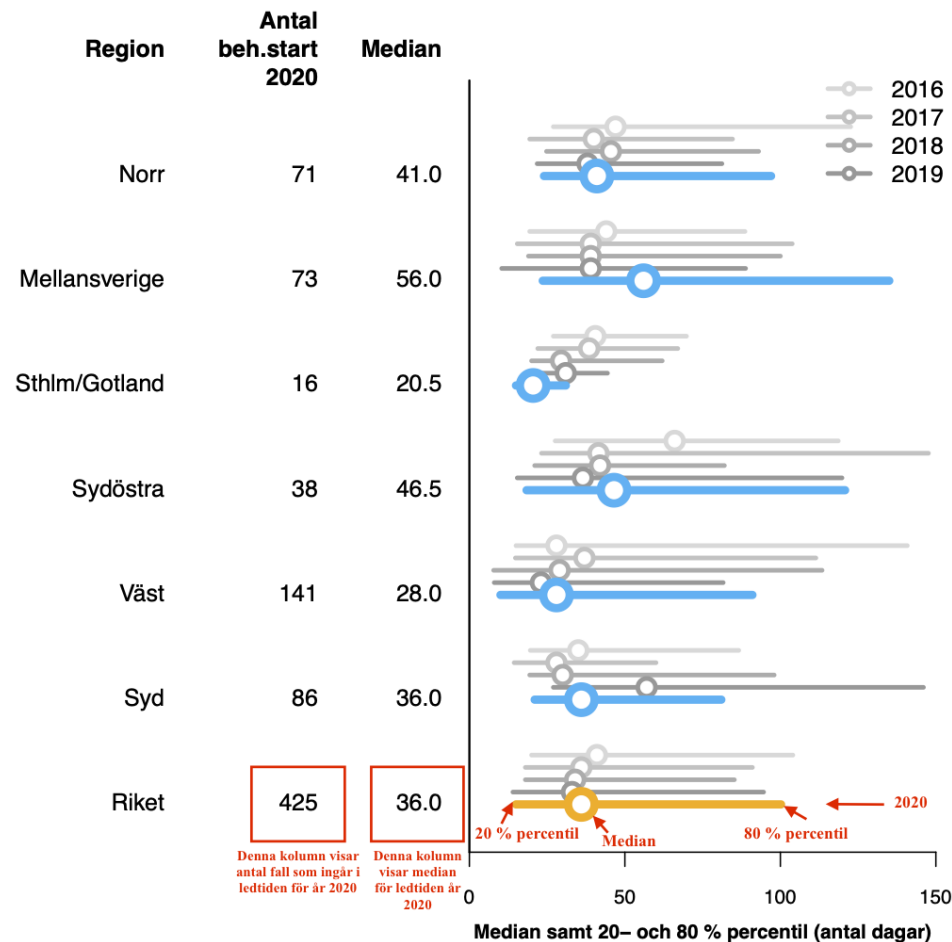 Region
Antal
beh.start
2020
Median
2016
2017
2018
2019
Norr 71 41.0
Mellansverige 73 56.0
Sthlm/Gotland 16 20.5
Sydöstra 38 46.5
Väst 141 28.0
Syd 86 36.0
Riket 425 36.0
2020
20 % percentil
Median
80 % percentil
Denna kolumn visar
antal fall som ingår i
ledtiden för år 2020
Denna kolumn
visar median
för ledtiden år
2020
0 50 100 150
Median samt 20– och 80 % percentil (antal dagar)